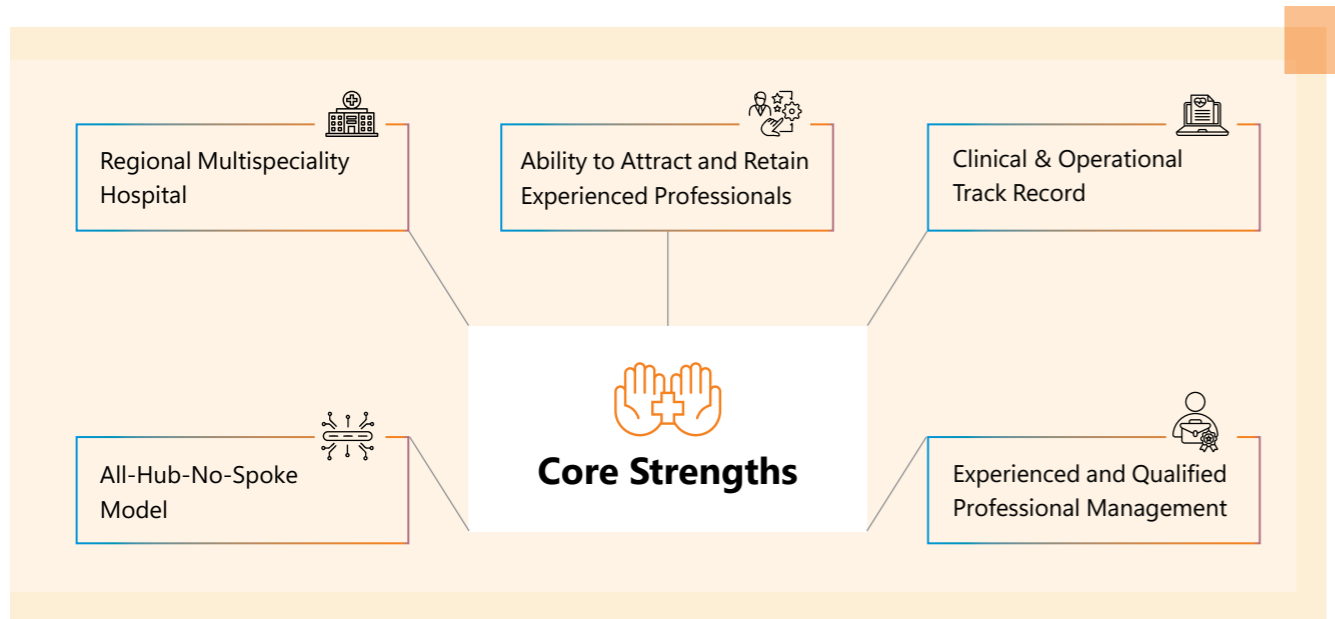 Regional Multispeciality
Hospital
Ability to Attract and Retain
Experienced Professionals
Clinical & Operational
Track Record
Core Strengths
All-Hub-No-Spoke
Model
Experienced and Qualified
Professional Management